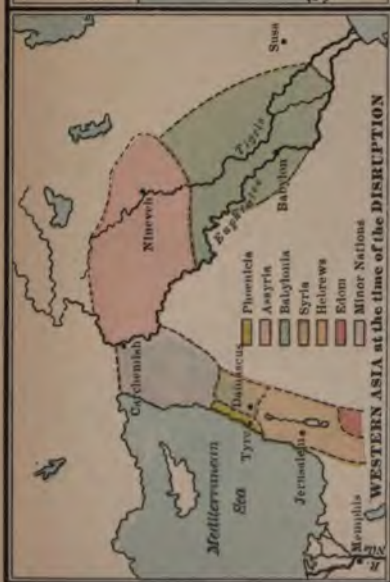 Susa
Tigris
Nineveh
Euphrates
Babylon
Carchemish
Phoenicia
Assyria
Babylonia
Syria
Hebrews
Edom
Minor Nations
Damascus
Tyre
Mediterranean
Sea
Jerusalem
Memphis
R.
Nile
WESTERN ASIA at the time of the DISRUPTION